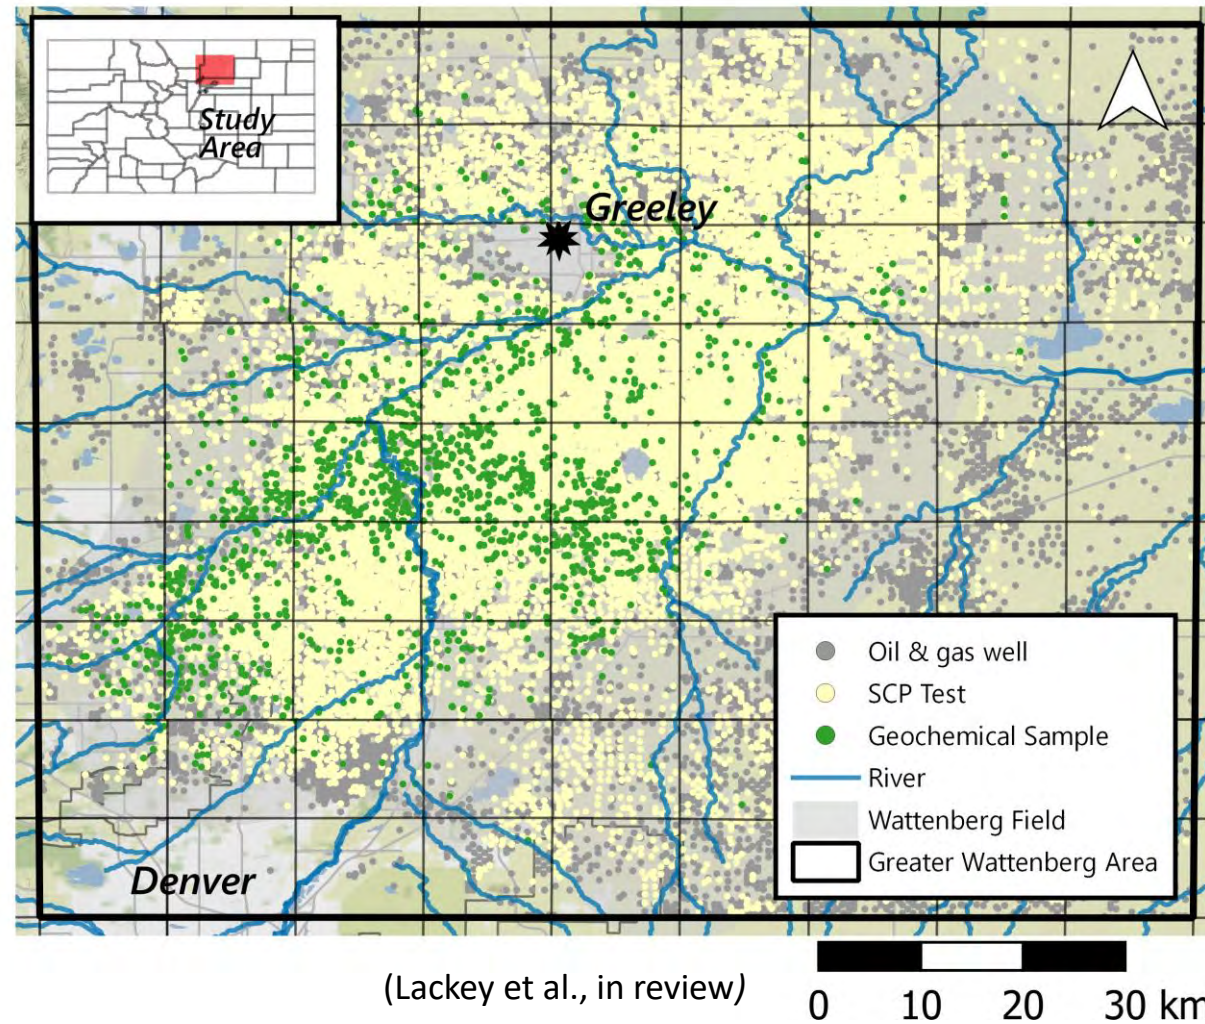 Study
Area
Greeley
Oil & gas well
SCP Test
Geochemical Sample
River
Wattenberg Field
Greater Wattenberg Area
Denver
(Lackey et al., in review)
0 10 20 30 km